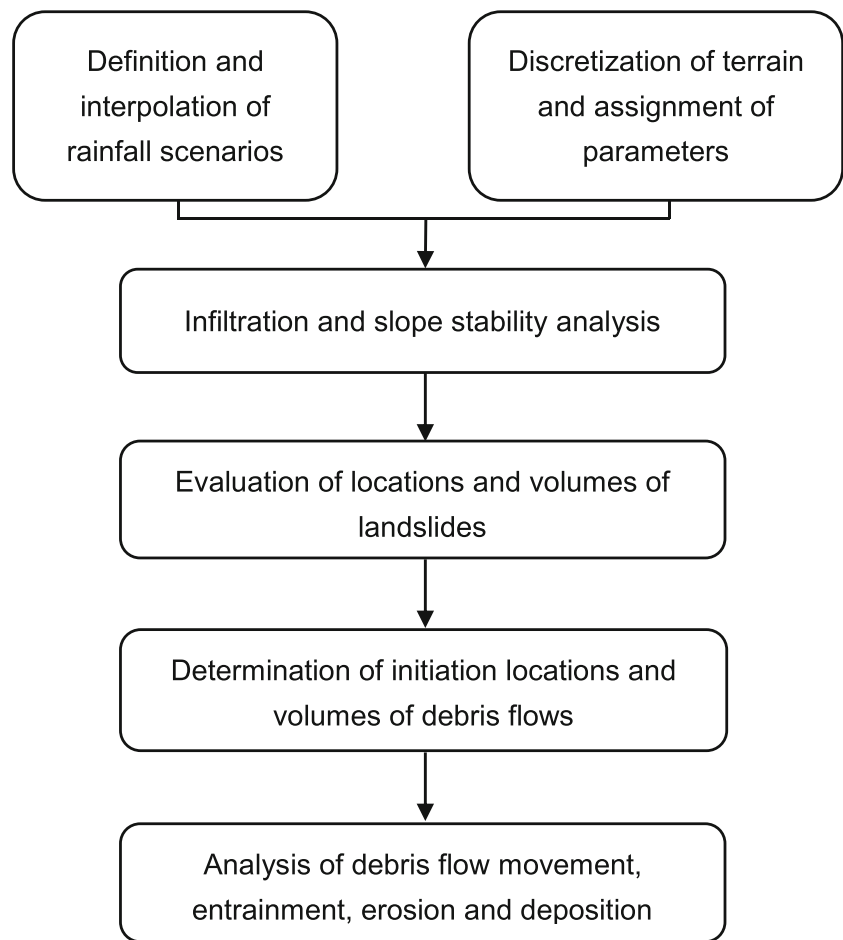 Definition and
interpolation of
rainfall scenarios
Discretization of terrain
and assignment of
parameters
Infiltration and slope stability analysis
Evaluation of locations and volumes of
landslides
Determination of initiation locations and
volumes of debris flows
Analysis of debris flow movement,
entrainment, erosion and deposition